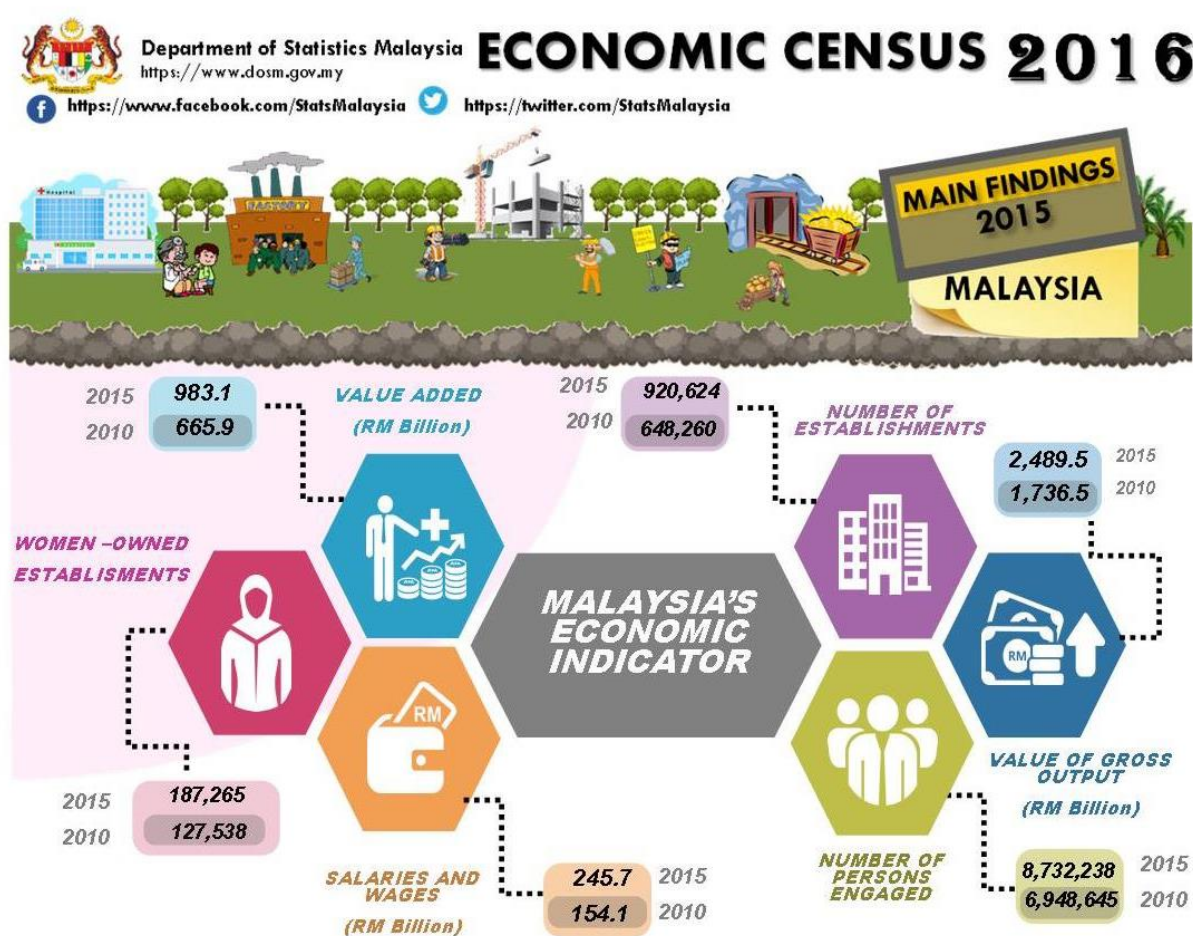 Department of Statistics Malaysia
https://www.dosm.gov.my
ECONOMIC CENSUS 2016
https://www.facebook.com/StatsMalaysia
https://twitter.com/StatsMalaysia
Hospital
FACTORY
MAIN FINDINGS
2015
MALAYSIA
2015 983.1
2010 665.9
VALUE ADDED
(RM Billion)
2015 920,624
2010 648,260
NUMBER OF
ESTABLISHMENTS
2,489.5 2015
1,736.5 2010
WOMEN –OWNED
ESTABLISMENTS
MALAYSIA'S
ECONOMIC
INDICATOR
RM
RM
VALUE OF GROSS
OUTPUT
(RM Billion)
2015 187,265
2010 127,538
SALARIES AND
WAGES
(RM Billion)
245.7 2015
154.1 2010
NUMBER OF
PERSONS
ENGAGED
8,732,238 2015
6,948,645 2010